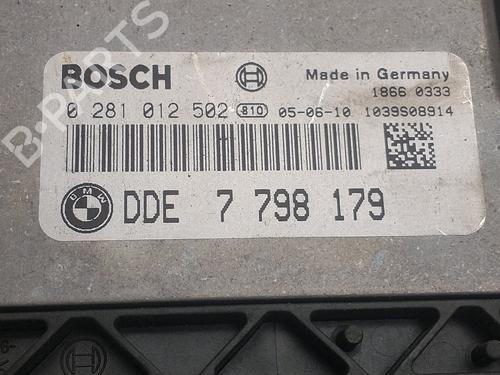 B-PARTS
BOSCH
Made in Germany
1866 0333
0 281 012 502 810 05-06-10 1039S08914
BMW
DDE 7 798 179